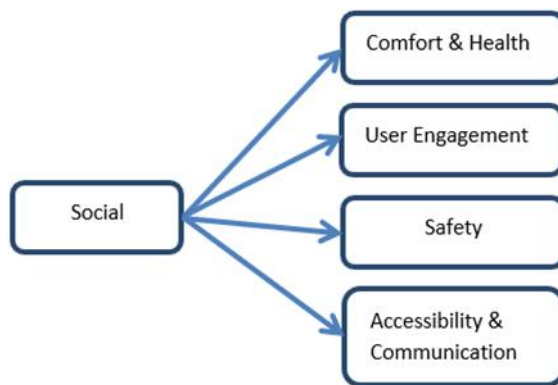 Comfort & Health
User Engagement
Social
Safety
Accessibility &
Communication